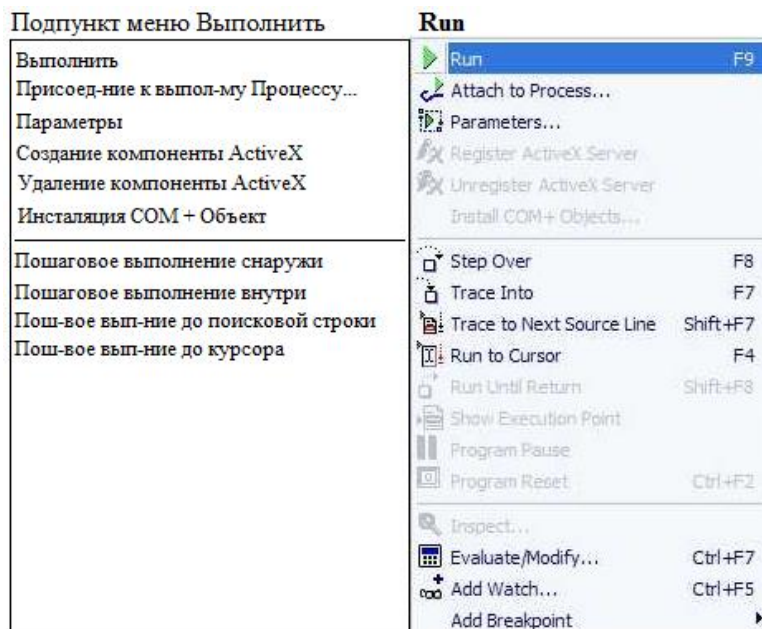 Подпункт меню Выполнить
Run
Выполнить
Run F9
Присоед-ние к выпол-му Процессу...
Attach to Process...
Параметры
Parameters...
Создание компоненты ActiveX
Register ActiveX Server
Удаление компоненты ActiveX
Unregister ActiveX Server
Инсталяция COM + Объект
Install COM+ Objects...
Пошаговое выполнение снаружи
Step Over F8
Пошаговое выполнение внутри
Trace Into F7
Пош-вое вып-ние до поисковой строки
Trace to Next Source Line Shift+F7
Пош-вое вып-ние до курсора
Run to Cursor F4
Run Until Return Shift+F8
Show Execution Point
Program Pause
Program Reset Ctrl+F2
Inspect...
Evaluate/Modify... Ctrl+F7
Add Watch... Ctrl+F5
Add Breakpoint